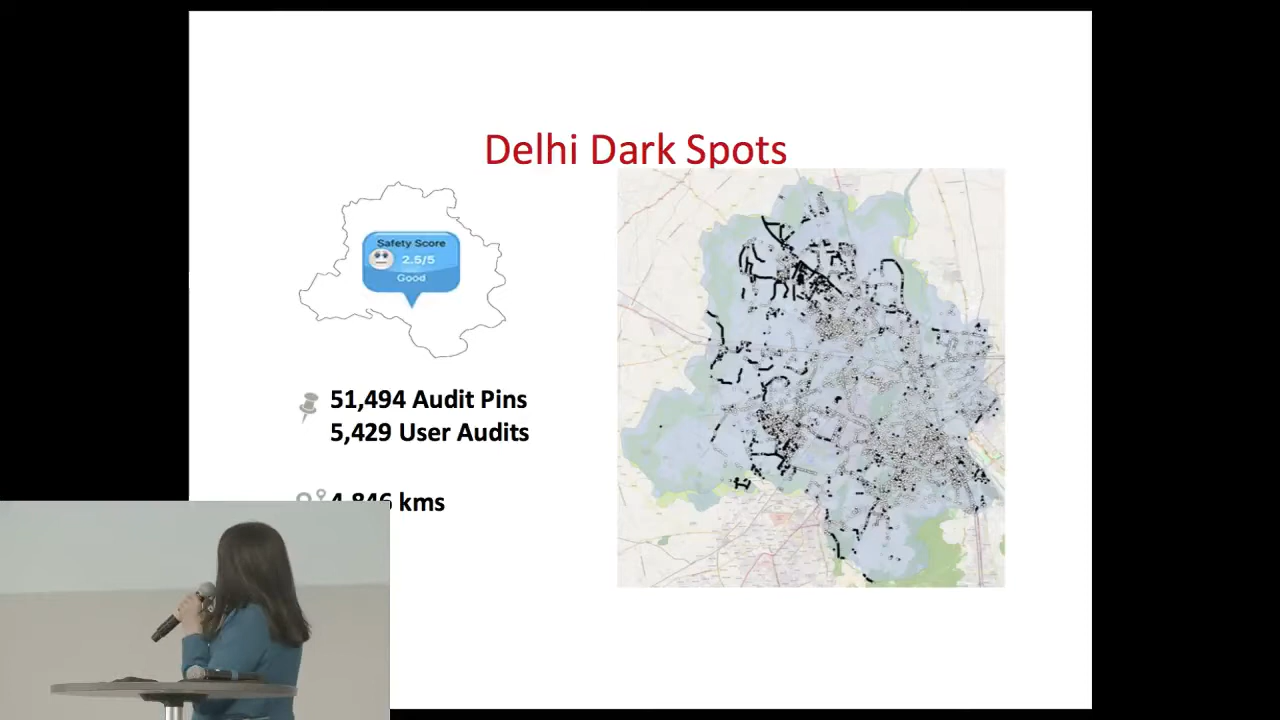 Delhi Dark Spots
Safety Score
2.5/5
Good
51,494 Audit Pins
5,429 User Audits
4,846 kms